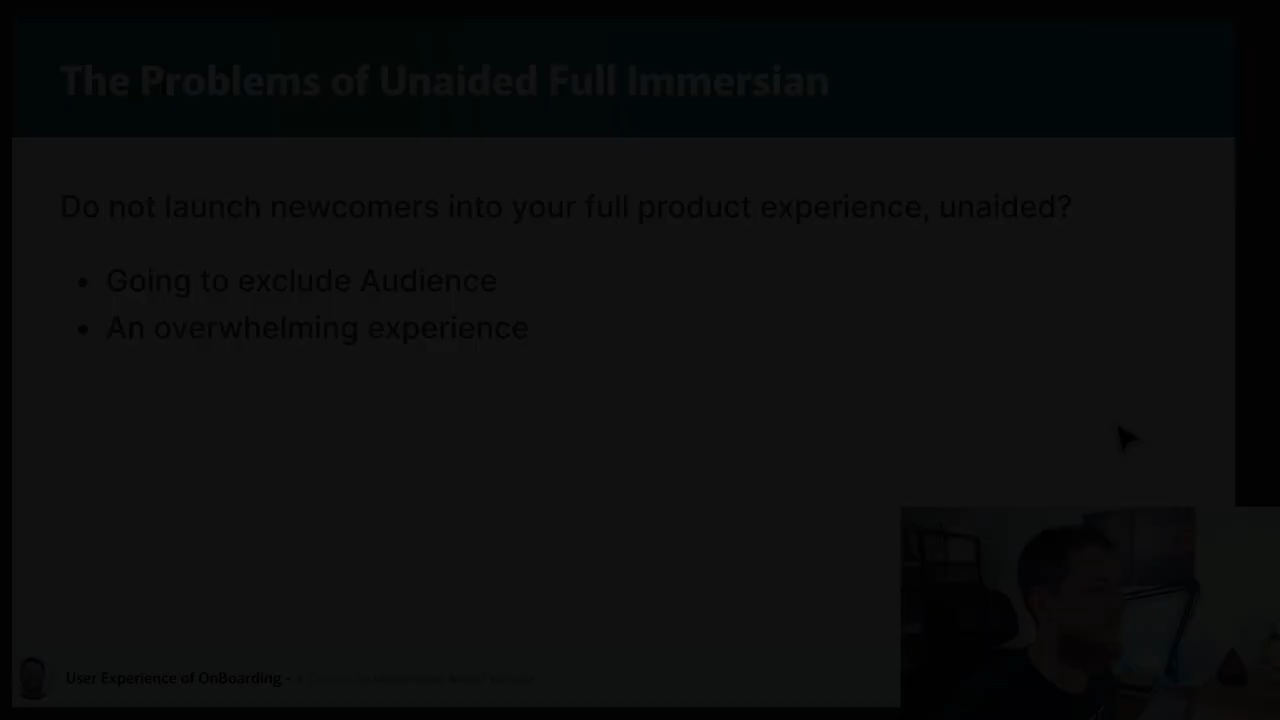 The Problems of Unaided Full Immersian
Do not launch newcomers into your full product experience, unaided?
• Going to exclude Audience
• An overwhelming experience
User Experience of OnBoarding -